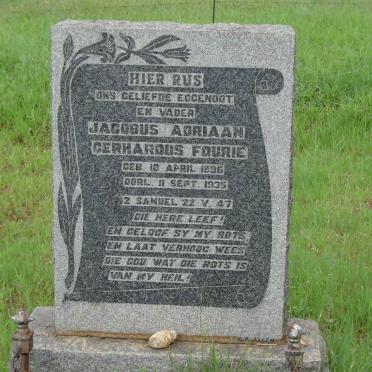 HIER RUS
ONS GELIEFDE EGGENOOT
EN VADER
JACOBUS ADRIAAN
GERHARDUS FOURIE
GEB. 10 APRIL 1896
OORL. 11 SEPT. 1935
2 SAMUEL 22 V. 47
DIE HERE LEEF!
EN GELOOF SY MY ROTS
EN LAAT VERHOOG WEES
DIE GOD WAT DIE ROTS IS
VAN MY HEIL!